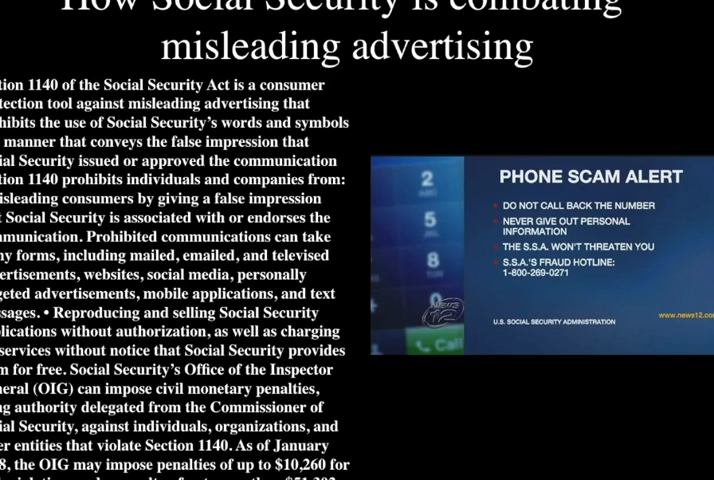 How Social Security is combating
misleading advertising
tion 1140 of the Social Security Act is a consumer
tection tool against misleading advertising that
hibits the use of Social Security's words and symbols
manner that conveys the false impression that
ial Security issued or approved the communication
tion 1140 prohibits individuals and companies from:
isleading consumers by giving a false impression
t Social Security is associated with or endorses the
mmunication. Prohibited communications can take
ny forms, including mailed, emailed, and televised
ertisements, websites, social media, personally
geted advertisements, mobile applications, and text
ssages. • Reproducing and selling Social Security
lications without authorization, as well as charging
services without notice that Social Security provides
m for free. Social Security's Office of the Inspector
neral (OIG) can impose civil monetary penalties,
ng authority delegated from the Commissioner of
ial Security, against individuals, organizations, and
er entities that violate Section 1140. As of January
8, the OIG may impose penalties of up to $10,260 for
PHONE SCAM ALERT
DO NOT CALL BACK THE NUMBER
NEVER GIVE OUT PERSONAL
INFORMATION
THE S.S.A. WON'T THREATEN YOU
S.S.A.'S FRAUD HOTLINE:
1-800-269-0271
U.S. SOCIAL SECURITY ADMINISTRATION
www.news12.co
2
5
8
0
NEWS
12
Call